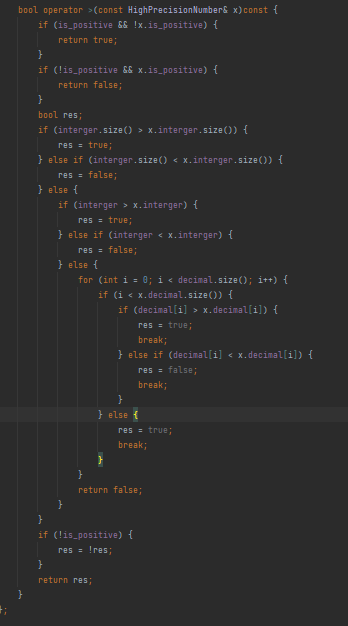 bool operator >(const HighPrecisionNumber& x)const {
if (is_positive && !x.is_positive) {
return true;
}
if (!is_positive && x.is_positive) {
return false;
}
bool res;
if (interger.size() > x.interger.size()) {
res = true;
} else if (interger.size() < x.interger.size()) {
res = false;
} else {
if (interger > x.interger) {
res = true;
} else if (interger < x.interger) {
res = false;
} else {
for (int i = 0; i < decimal.size(); i++) {
if (i < x.decimal.size()) {
if (decimal[i] > x.decimal[i]) {
res = true;
break;
} else if (decimal[i] < x.decimal[i]) {
res = false;
break;
}
} else {
res = true;
break;
}
}
return false;
}
}
if (!is_positive) {
res = !res;
}
return res;
}
};